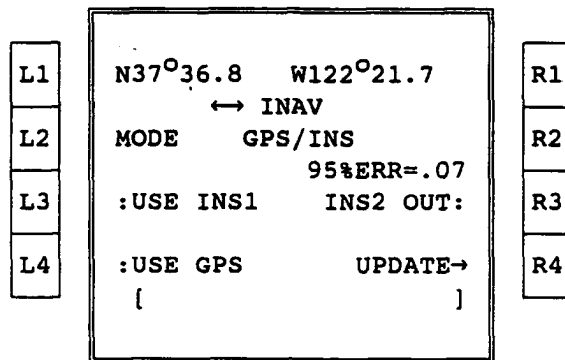 L1 N37°36.8 W122°21.7 R1
↔ INAV
L2 MODE GPS/INS R2
95%ERR=.07
L3 :USE INS1 INS2 OUT: R3
L4 :USE GPS UPDATE→ R4
[ ]